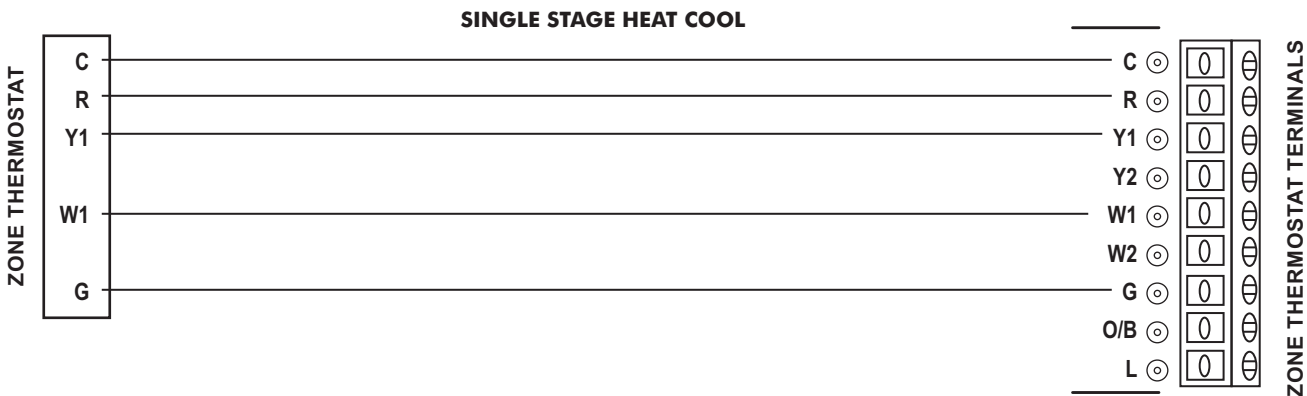 SINGLE STAGE HEAT COOL
ZONE THERMOSTAT
C
R
Y1
W1
G
C
R
Y1
Y2
W1
W2
G
O/B
L
ZONE THERMOSTAT TERMINALS